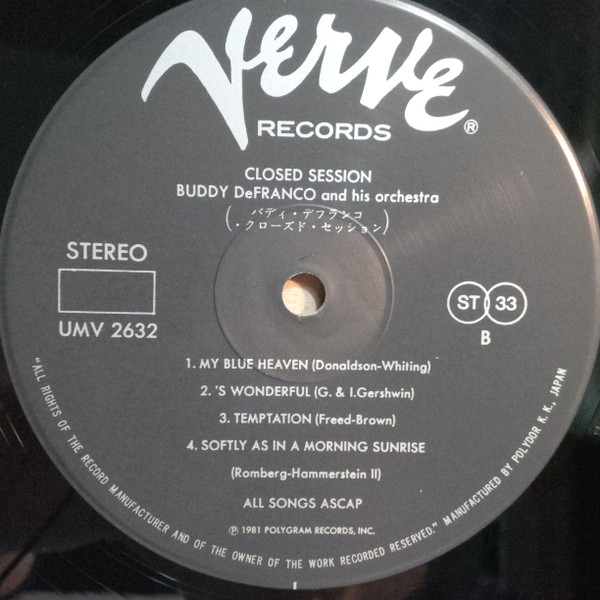 Verve
RECORDS ®
CLOSED SESSION
BUDDY DeFRANCO and his orchestra
(バディ・デフランコ
・クローズド・セッション)
STEREO
UMV 2632
ST 33
B
1. MY BLUE HEAVEN (Donaldson-Whiting)
2. 'S WONDERFUL (G. & I.Gershwin)
3. TEMPTATION (Freed-Brown)
4. SOFTLY AS IN A MORNING SUNRISE
(Romberg-Hammerstein II)
ALL SONGS ASCAP
℗ 1981 POLYGRAM RECORDS, INC.
"ALL RIGHTS OF THE RECORD MANUFACTURER AND OF THE OWNER OF THE WORK RECORDED RESERVED." MANUFACTURED BY POLYDOR K. K., JAPAN